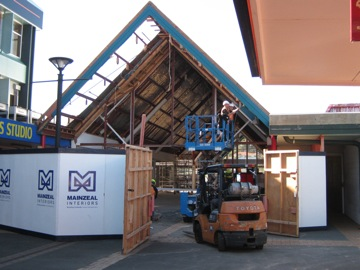 S STUDIO
MAINZEAL
INTERIORS
MAINZEAL
INTERIORS
TOYOTA